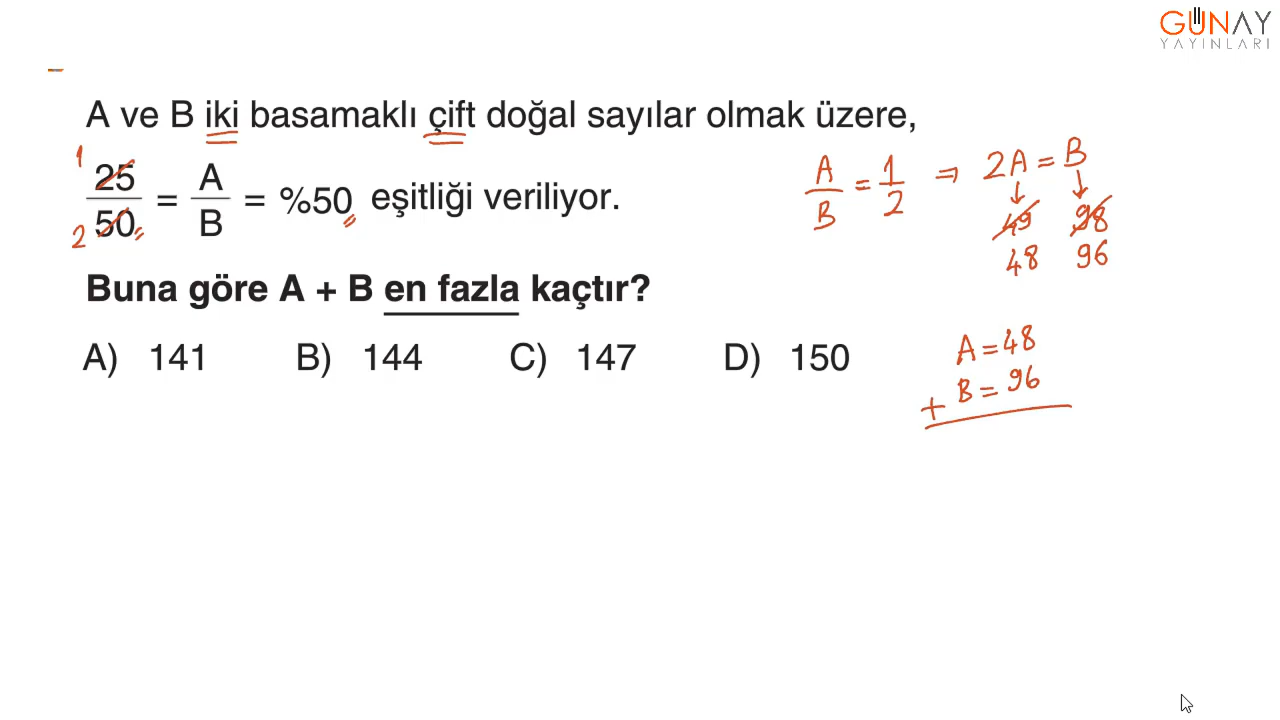 GÜNAY
YAYINLARI
A ve B iki basamaklı çift doğal sayılar olmak üzere,
1 25 / 2 50 = A / B = %50 eşitliği veriliyor.
Buna göre A + B en fazla kaçtır?
A) 141 B) 144 C) 147 D) 150
A / B = 1 / 2 ⇒ 2A = B
↓ ↓
49 98
48 96
A = 48
+ B = 96